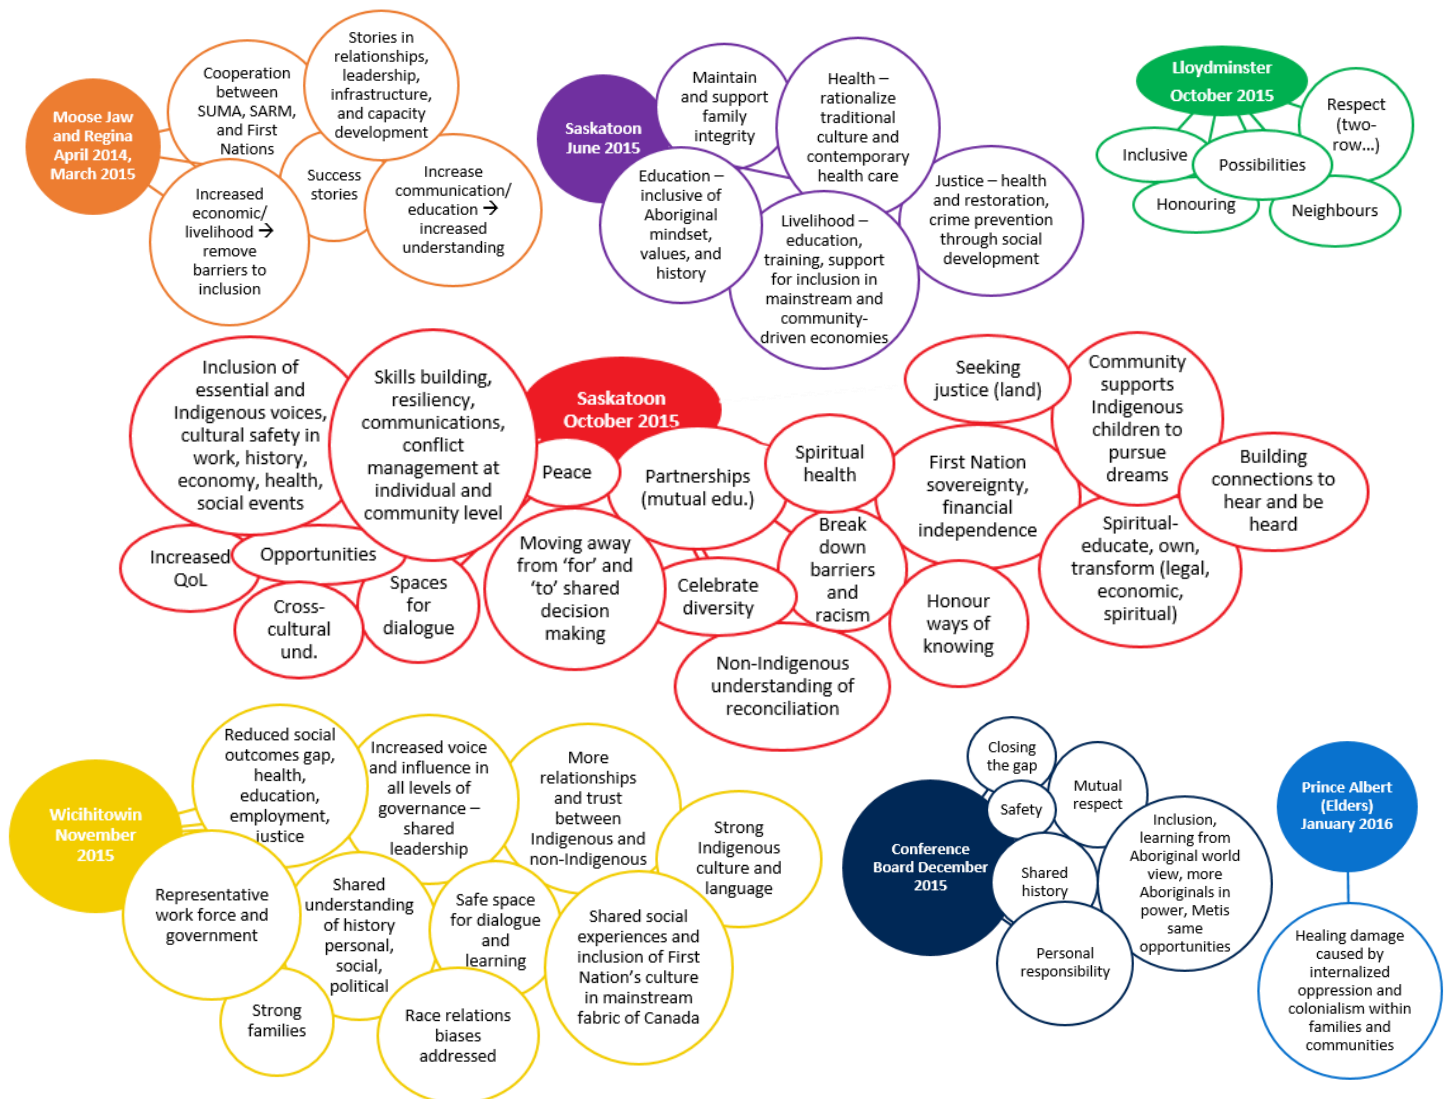 Moose Jaw
and Regina
April 2014,
March 2015
Cooperation
between
SUMA, SARM,
and First
Nations
Stories in
relationships,
leadership,
infrastructure,
and capacity
development
Increased
economic/
livelihood →
remove
barriers to
inclusion
Success
stories
Increase
communication/
education →
increased
understanding
Saskatoon
June 2015
Maintain
and support
family
integrity
Health –
rationalize
traditional
culture and
contemporary
health care
Education –
inclusive of
Aboriginal
mindset,
values, and
history
Livelihood –
education,
training, support
for inclusion in
mainstream and
community-
driven economies
Justice – health
and restoration,
crime prevention
through social
development
Lloydminster
October 2015
Respect
(two-
row...)
Inclusive
Possibilities
Honouring
Neighbours
Saskatoon
October 2015
Inclusion of
essential and
Indigenous voices,
cultural safety in
work, history,
economy, health,
social events
Skills building,
resiliency,
communications,
conflict
management at
individual and
community level
Peace
Partnerships
(mutual edu.)
Spiritual
health
Seeking
justice (land)
Community
supports
Indigenous
children to
pursue
dreams
First Nation
sovereignty,
financial
independence
Building
connections to
hear and be
heard
Increased
QoL
Opportunities
Cross-
cultural
und.
Spaces
for
dialogue
Moving away
from ‘for’ and
‘to’ shared
decision
making
Celebrate
diversity
Break
down
barriers
and
racism
Honour
ways of
knowing
Spiritual-
educate, own,
transform (legal,
economic,
spiritual)
Non-Indigenous
understanding of
reconciliation
Wicihitowin
November
2015
Reduced social
outcomes gap,
health,
education,
employment,
justice
Increased voice
and influence in
all levels of
governance –
shared
leadership
More
relationships
and trust
between
Indigenous and
non-Indigenous
Strong
Indigenous
culture and
language
Representative
work force and
government
Shared
understanding
of history
personal,
social,
political
Safe space
for dialogue
and
learning
Shared social
experiences and
inclusion of First
Nation’s culture
in mainstream
fabric of Canada
Strong
families
Race relations
biases
addressed
Conference
Board December
2015
Closing
the gap
Safety
Mutual
respect
Shared
history
Inclusion,
learning from
Aboriginal world
view, more
Aboriginals in
power, Metis
same
opportunities
Personal
responsibility
Prince Albert
(Elders)
January 2016
Healing damage
caused by
internalized
oppression and
colonialism within
families and
communities